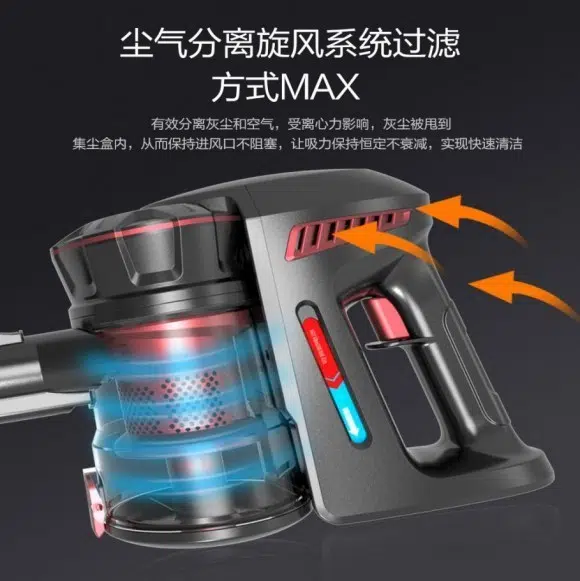 尘气分离旋风系统过滤
方式MAX
有效分离灰尘和空气，受离心力影响，灰尘被甩到
集尘盒内，从而保持进风口不阻塞，让吸力保持恒定不衰减，实现快速清洁